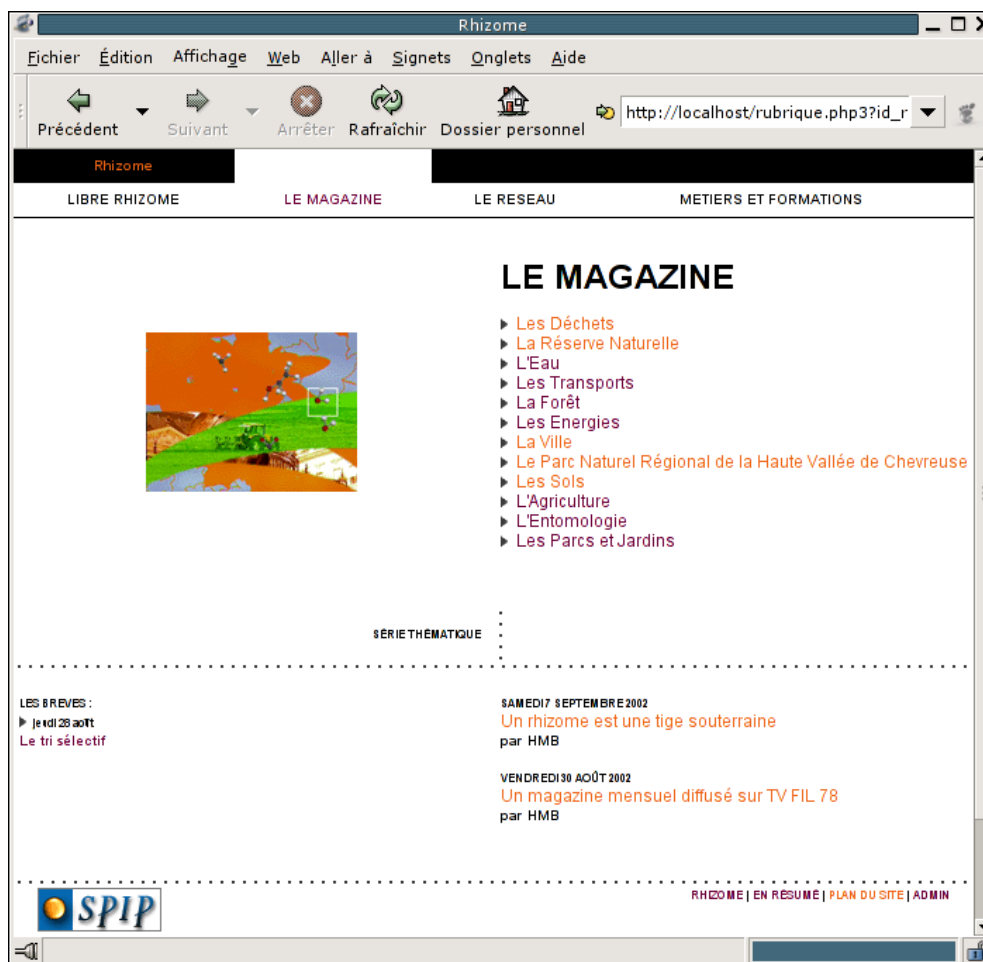 Rhizome
Fichier Édition Affichage Web Aller à Signets Onglets Aide
Précédent Suivant Arrêter Rafraîchir Dossier personnel http://localhost/rubrique.php3?id_r
Rhizome
LIBRE RHIZOME LE MAGAZINE LE RESEAU METIERS ET FORMATIONS
LE MAGAZINE
Les Déchets
La Réserve Naturelle
L'Eau
Les Transports
La Forêt
Les Energies
La Ville
Le Parc Naturel Régional de la Haute Vallée de Chevreuse
Les Sols
L'Agriculture
L'Entomologie
Les Parcs et Jardins
SÉRIE THÉMATIQUE
LES BREVES :
jeudi 28 août
Le tri sélectif
SAMEDI 7 SEPTEMBRE 2002
Un rhizome est une tige souterraine
par HMB
VENDREDI 30 AOÛT 2002
Un magazine mensuel diffusé sur TV FIL 78
par HMB
RHIZOME | EN RÉSUMÉ | PLAN DU SITE | ADMIN
SPIP